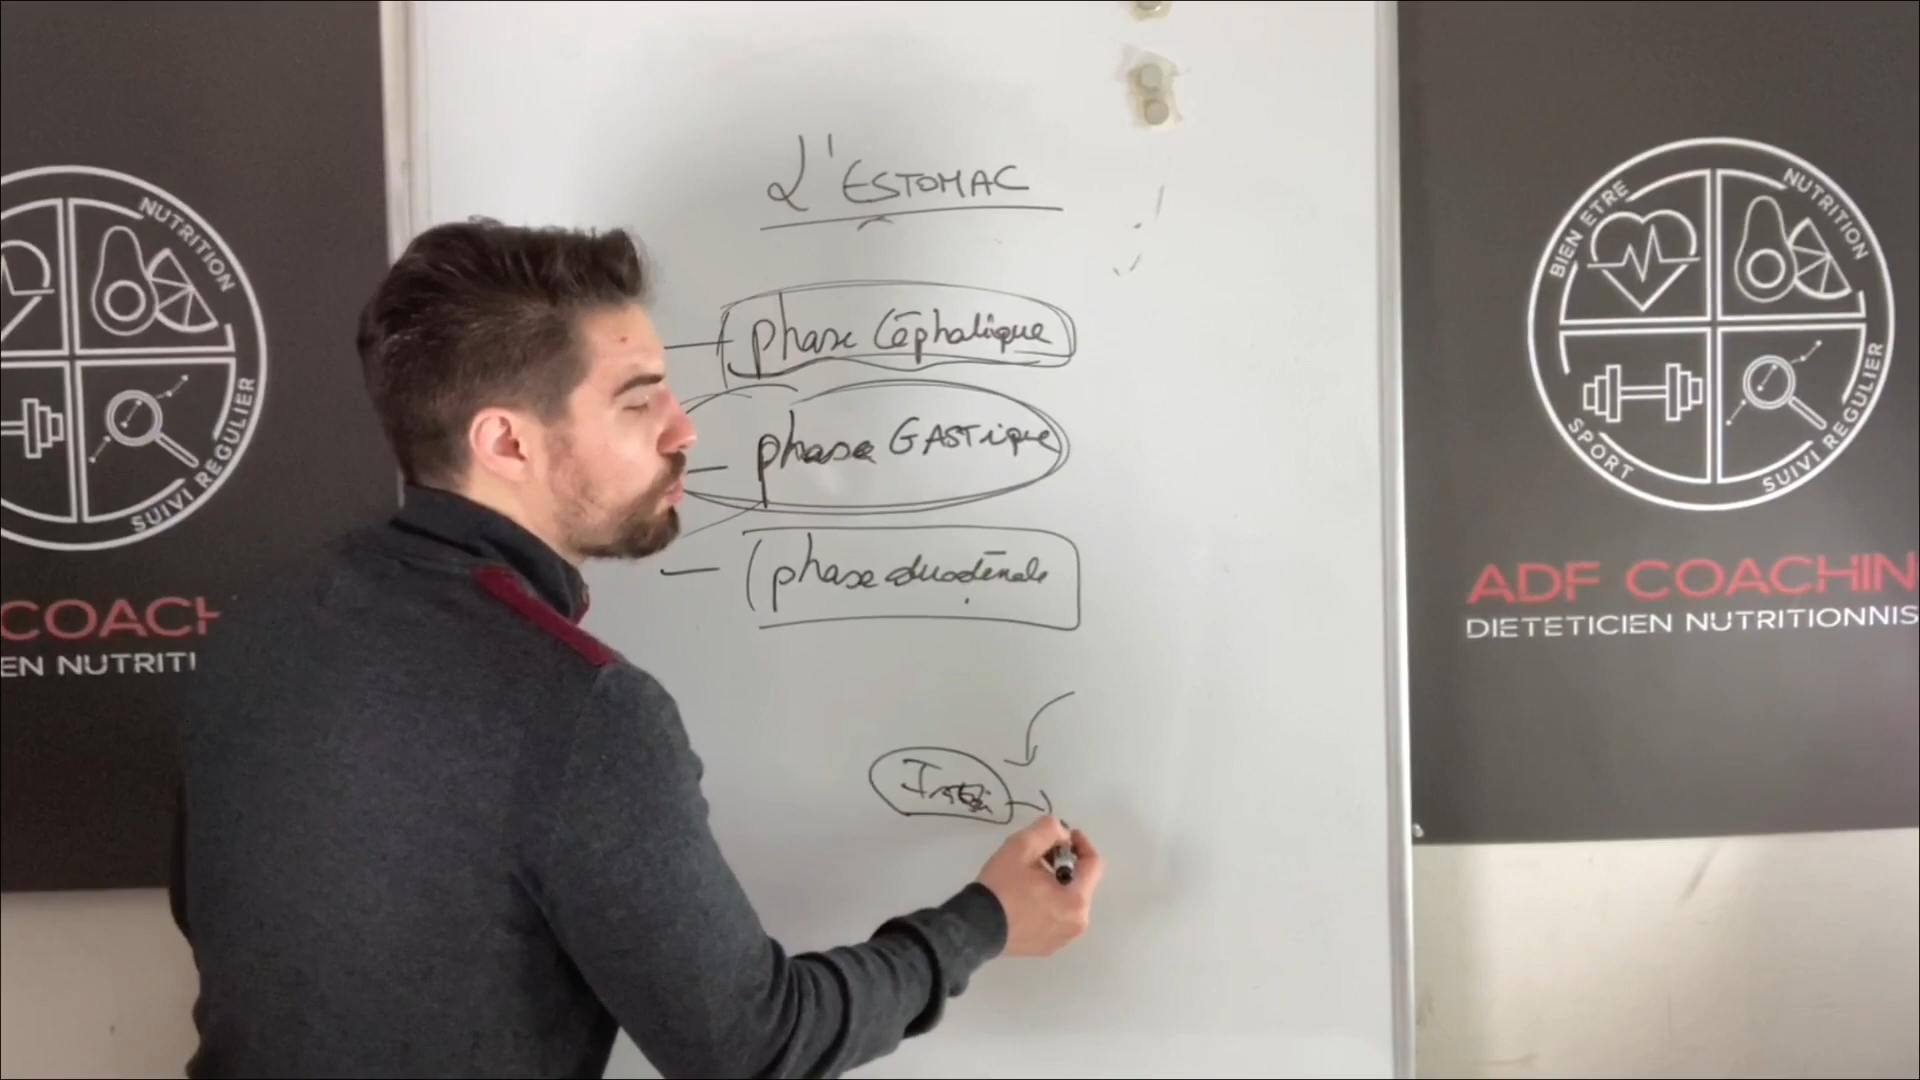 L'ESTOMAC
phase Céphalique
phase GASTique
phase duodénale
NUTRITION
SUIVI REGULIER
COACH
EN NUTRITI
BIEN ETRE
NUTRITION
SPORT
SUIVI REGULIER
ADF COACHIN
DIETETICIEN NUTRITIONNIS